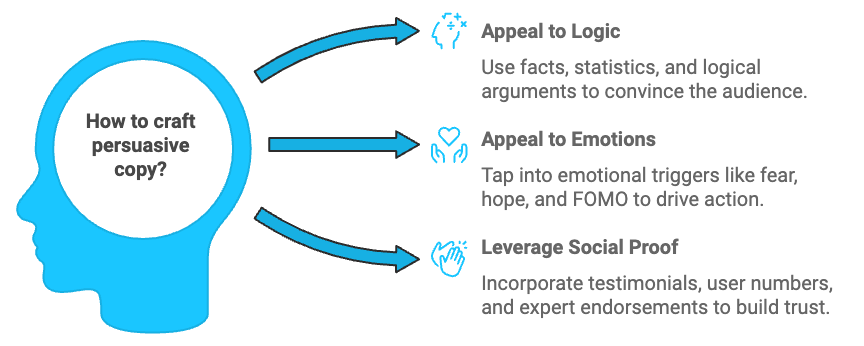 How to craft
persuasive
copy?
Appeal to Logic
Use facts, statistics, and logical
arguments to convince the audience.
Appeal to Emotions
Tap into emotional triggers like fear,
hope, and FOMO to drive action.
Leverage Social Proof
Incorporate testimonials, user numbers,
and expert endorsements to build trust.